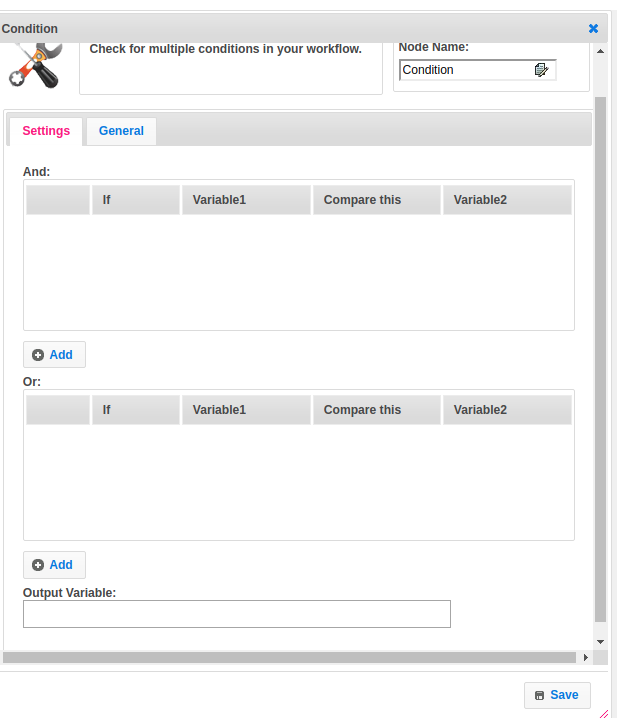 Condition
Check for multiple conditions in your workflow.
Node Name:
Condition
Settings General
And:
If Variable1 Compare this Variable2
Add
Or:
If Variable1 Compare this Variable2
Add
Output Variable:
Save